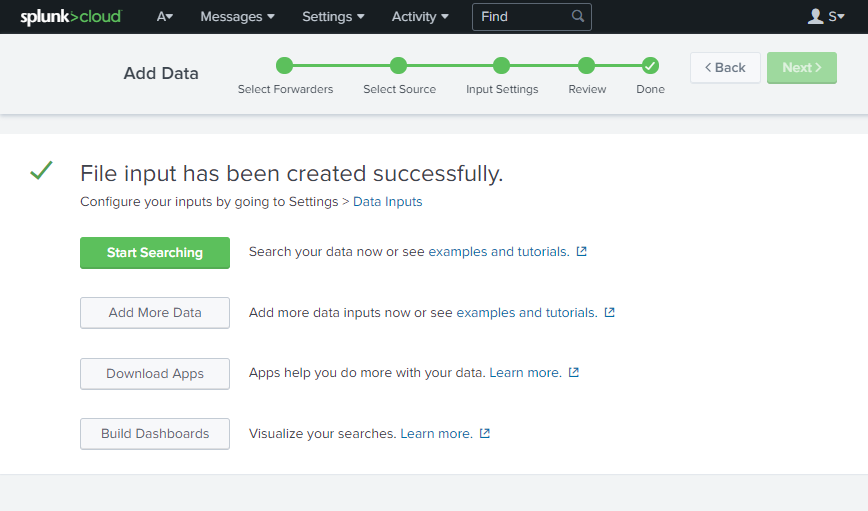 splunk>cloud A▾ Messages ▾ Settings ▾ Activity ▾ Find S▾
Add Data
Select Forwarders Select Source Input Settings Review Done
< Back Next >
File input has been created successfully.
Configure your inputs by going to Settings > Data Inputs
Start Searching Search your data now or see examples and tutorials.
Add More Data Add more data inputs now or see examples and tutorials.
Download Apps Apps help you do more with your data. Learn more.
Build Dashboards Visualize your searches. Learn more.